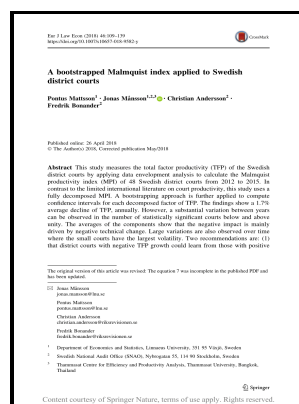 Eur J Law Econ (2018) 46:109–139
https://doi.org/10.1007/s10657-018-9582-y
CrossMark
A bootstrapped Malmquist index applied to Swedish
district courts
Pontus Mattsson¹ · Jonas Månsson¹,²,³ · Christian Andersson² ·
Fredrik Bonander²
Published online: 26 April 2018
© The Author(s) 2018, Corrected publication May/2018
Abstract This study measures the total factor productivity (TFP) of the Swedish
district courts by applying data envelopment analysis to calculate the Malmquist
productivity index (MPI) of 48 Swedish district courts from 2012 to 2015. In
contrast to the limited international literature on court productivity, this study uses a
fully decomposed MPI. A bootstrapping approach is further applied to compute
confidence intervals for each decomposed factor of TFP. The findings show a 1.7%
average decline of TFP, annually. However, a substantial variation between years
can be observed in the number of statistically significant courts below and above
unity. The averages of the components show that the negative impact is mainly
driven by negative technical change. Large variations are also observed over time
where the small courts have the largest volatility. Two recommendations are: (1)
that district courts with negative TFP growth could learn from those with positive
The original version of this article was revised: The equation 7 was incomplete in the published PDF and
has been updated.
Jonas Månsson
jonas.mansson@lnu.se
Pontus Mattsson
pontus.mattsson@lnu.se
Christian Andersson
christian.andersson@riksrevisionen.se
Fredrik Bonander
fredrik.bonander@riksrevisionen.se
1 Department of Economics and Statistics, Linnaeus University, 351 95 Växjö, Sweden
2 Swedish National Audit Office (SNAO), Nybrogatan 55, 114 90 Stockholm, Sweden
3 Thammasat Centre for Efficiency and Productivity Analysis, Thammasat University, Bangkok,
Thailand
Springer
Content courtesy of Springer Nature, terms of use apply. Rights reserved.